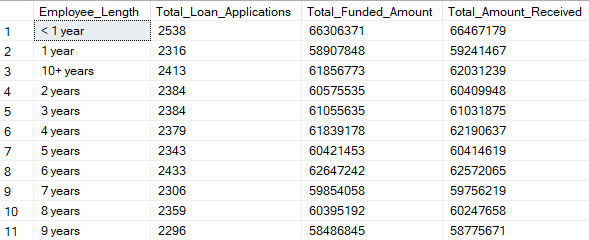 Employee_Length Total_Loan_Applications Total_Funded_Amount Total_Amount_Received
1 < 1 year 2538 66306371 66467179
2 1 year 2316 58907848 59241467
3 10+ years 2413 61856773 62031239
4 2 years 2384 60575535 60409948
5 3 years 2384 61055635 61031875
6 4 years 2379 61839178 62190637
7 5 years 2343 60421453 60414619
8 6 years 2433 62647242 62572065
9 7 years 2306 59854058 59756219
10 8 years 2359 60395192 60247658
11 9 years 2296 58486845 58775671